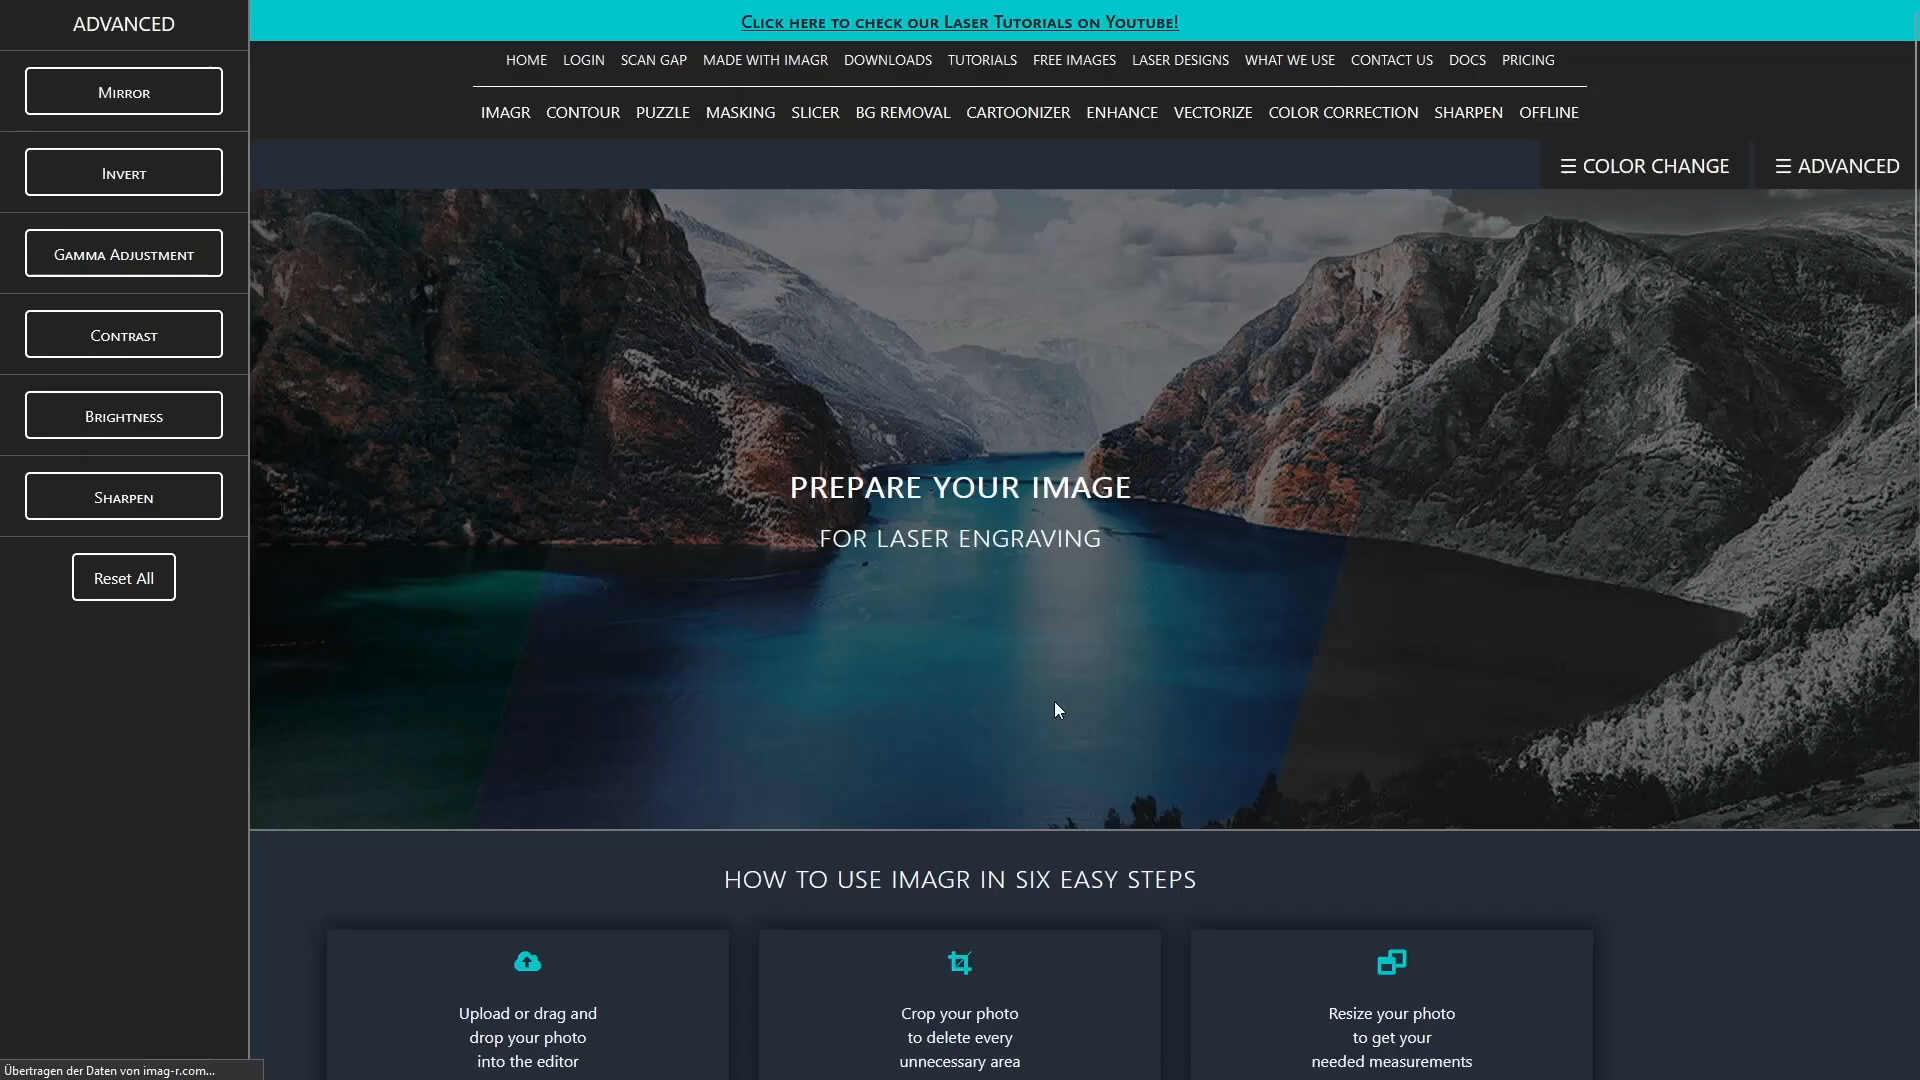 ADVANCED
Mirror
Invert
Gamma Adjustment
Contrast
Brightness
Sharpen
Reset All
Click here to check our Laser Tutorials on Youtube!
HOME LOGIN SCAN GAP MADE WITH IMAGR DOWNLOADS TUTORIALS FREE IMAGES LASER DESIGNS WHAT WE USE CONTACT US DOCS PRICING
IMAGR CONTOUR PUZZLE MASKING SLICER BG REMOVAL CARTOONIZER ENHANCE VECTORIZE COLOR CORRECTION SHARPEN OFFLINE
☰ COLOR CHANGE ☰ ADVANCED
PREPARE YOUR IMAGE
FOR LASER ENGRAVING
HOW TO USE IMAGR IN SIX EASY STEPS
Upload or drag and
drop your photo
into the editor
Crop your photo
to delete every
unnecessary area
Resize your photo
to get your
needed measurements
Übertragen der Daten von imag-r.com...